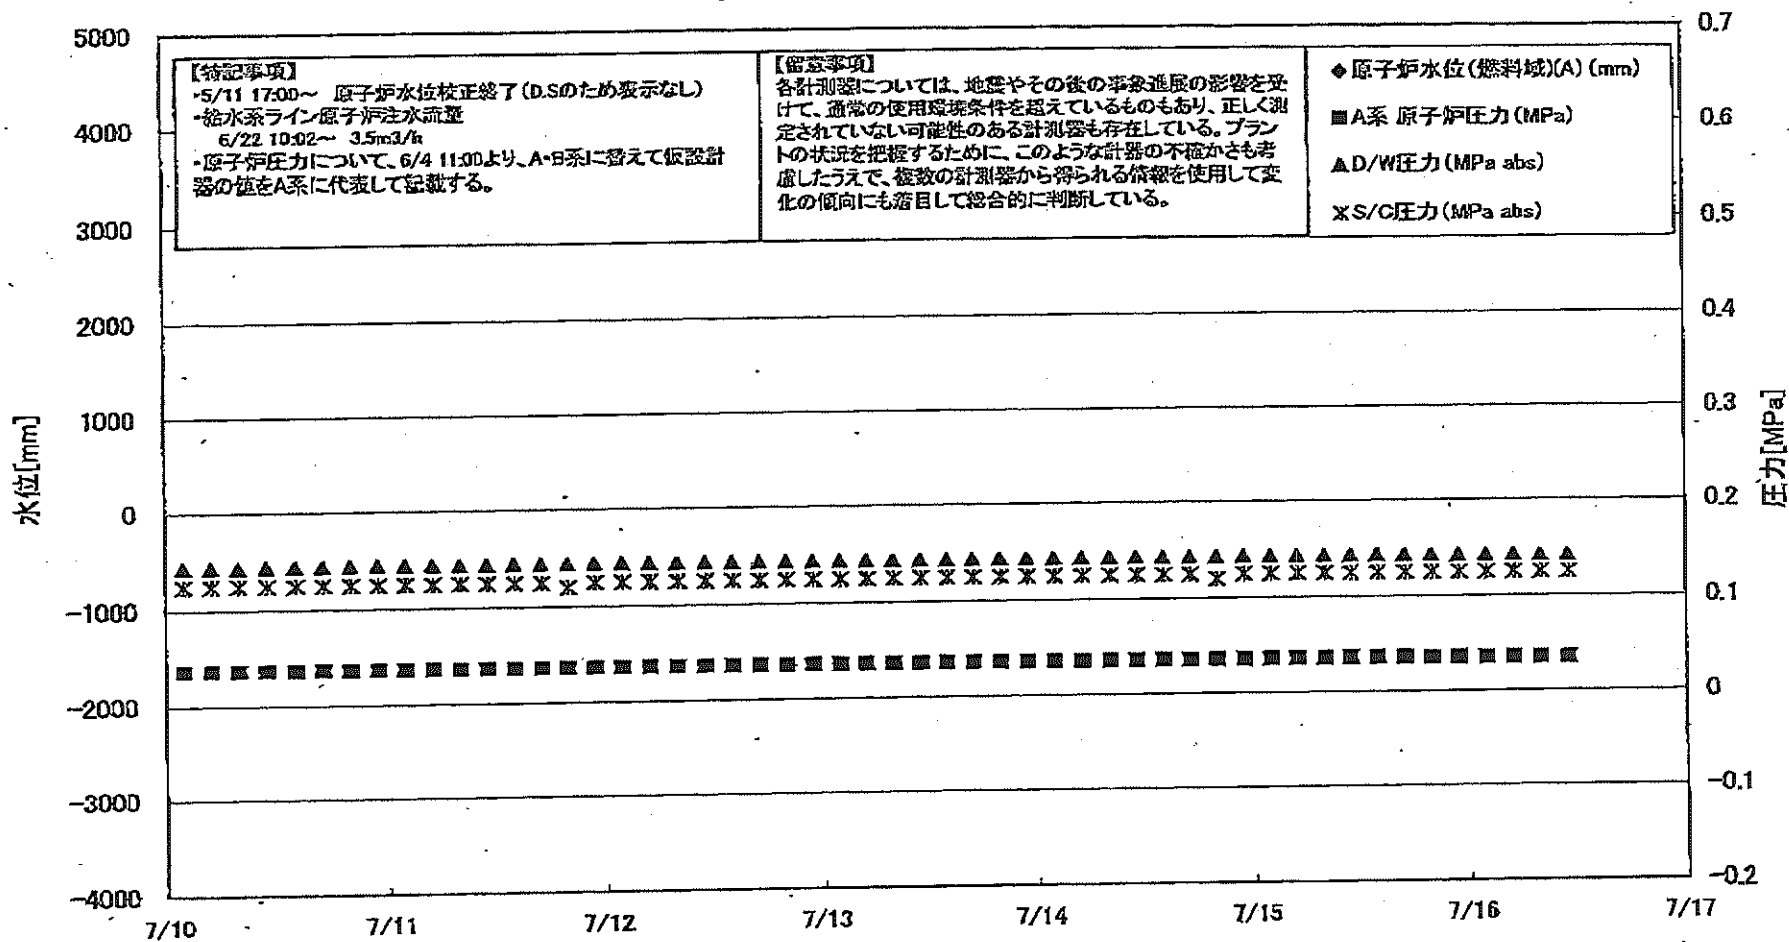 5000
4000
3000
2000
1000
0
-1000
-2000
-3000
-4000
水位[mm]
【特記事項】
・5/11 17:00～ 原子炉水位校正終了(D.Sのため表示なし)
・給水系ライン原子炉注水流量
6/22 10:02～ 3.5m3/h
・原子炉圧力について、6/4 11:00より、A・B系に替えて仮設計
器の値をA系に代表して記載する。
【留意事項】
各計測器については、地震やその後の事象進展の影響を受
けて、通常の使用環境条件を超えているものもあり、正しく測
定されていない可能性のある計測器も存在している。プラン
トの状況を把握するために、このような計器の不確かさも考
慮したうえで、複数の計測器から得られる情報を使用して変
化の傾向にも着目して総合的に判断している。
◆原子炉水位(燃料域)(A)(mm)
■A系 原子炉圧力(MPa)
▲D/W圧力(MPa abs)
S/C圧力(MPa abs)
0.7
0.6
0.5
0.4
0.3
0.2
0.1
0
-0.1
-0.2
圧力[MPa]
7/10
7/11
7/12
7/13
7/14
7/15
7/16
7/17